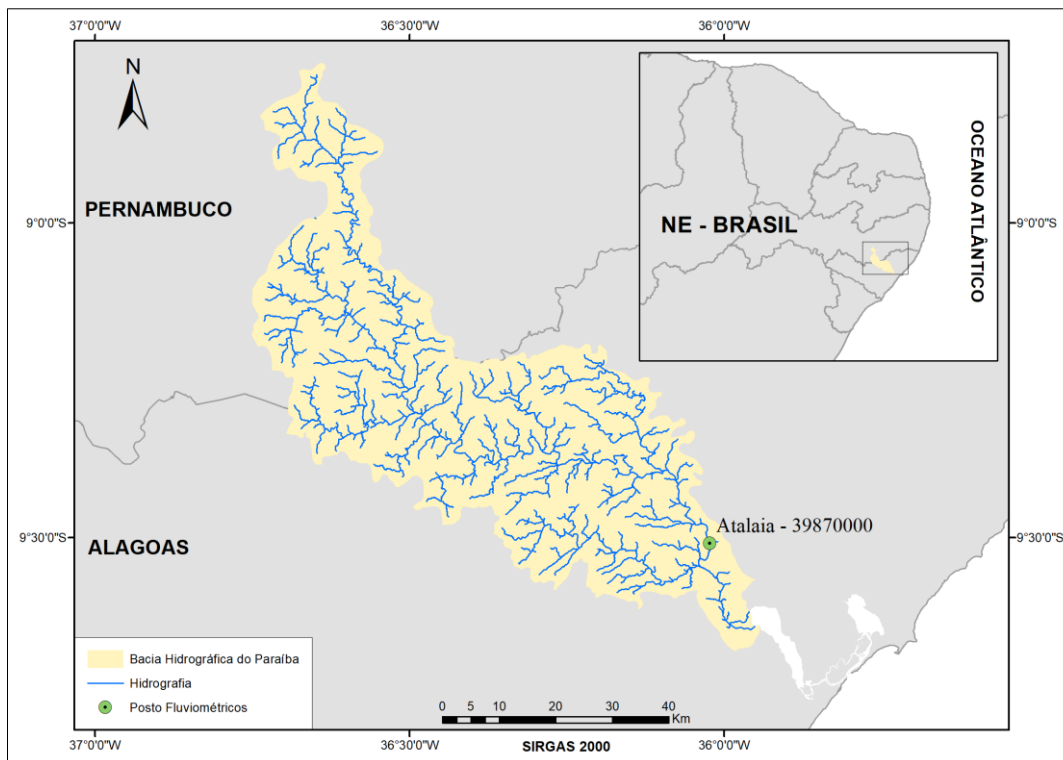 37°0'0"W
36°30'0"W
36°0'0"W
N
OCEANO ATLÂNTICO
PERNAMBUCO
NE - BRASIL
9°0'0"S
9°0'0"S
Atalaia - 39870000
9°30'0"S
9°30'0"S
ALAGOAS
Bacia Hidrográfica do Paraíba
Hidrografia
Posto Fluviométricos
0 5 10 20 30 40
Km
SIRGAS 2000
37°0'0"W
36°30'0"W
36°0'0"W